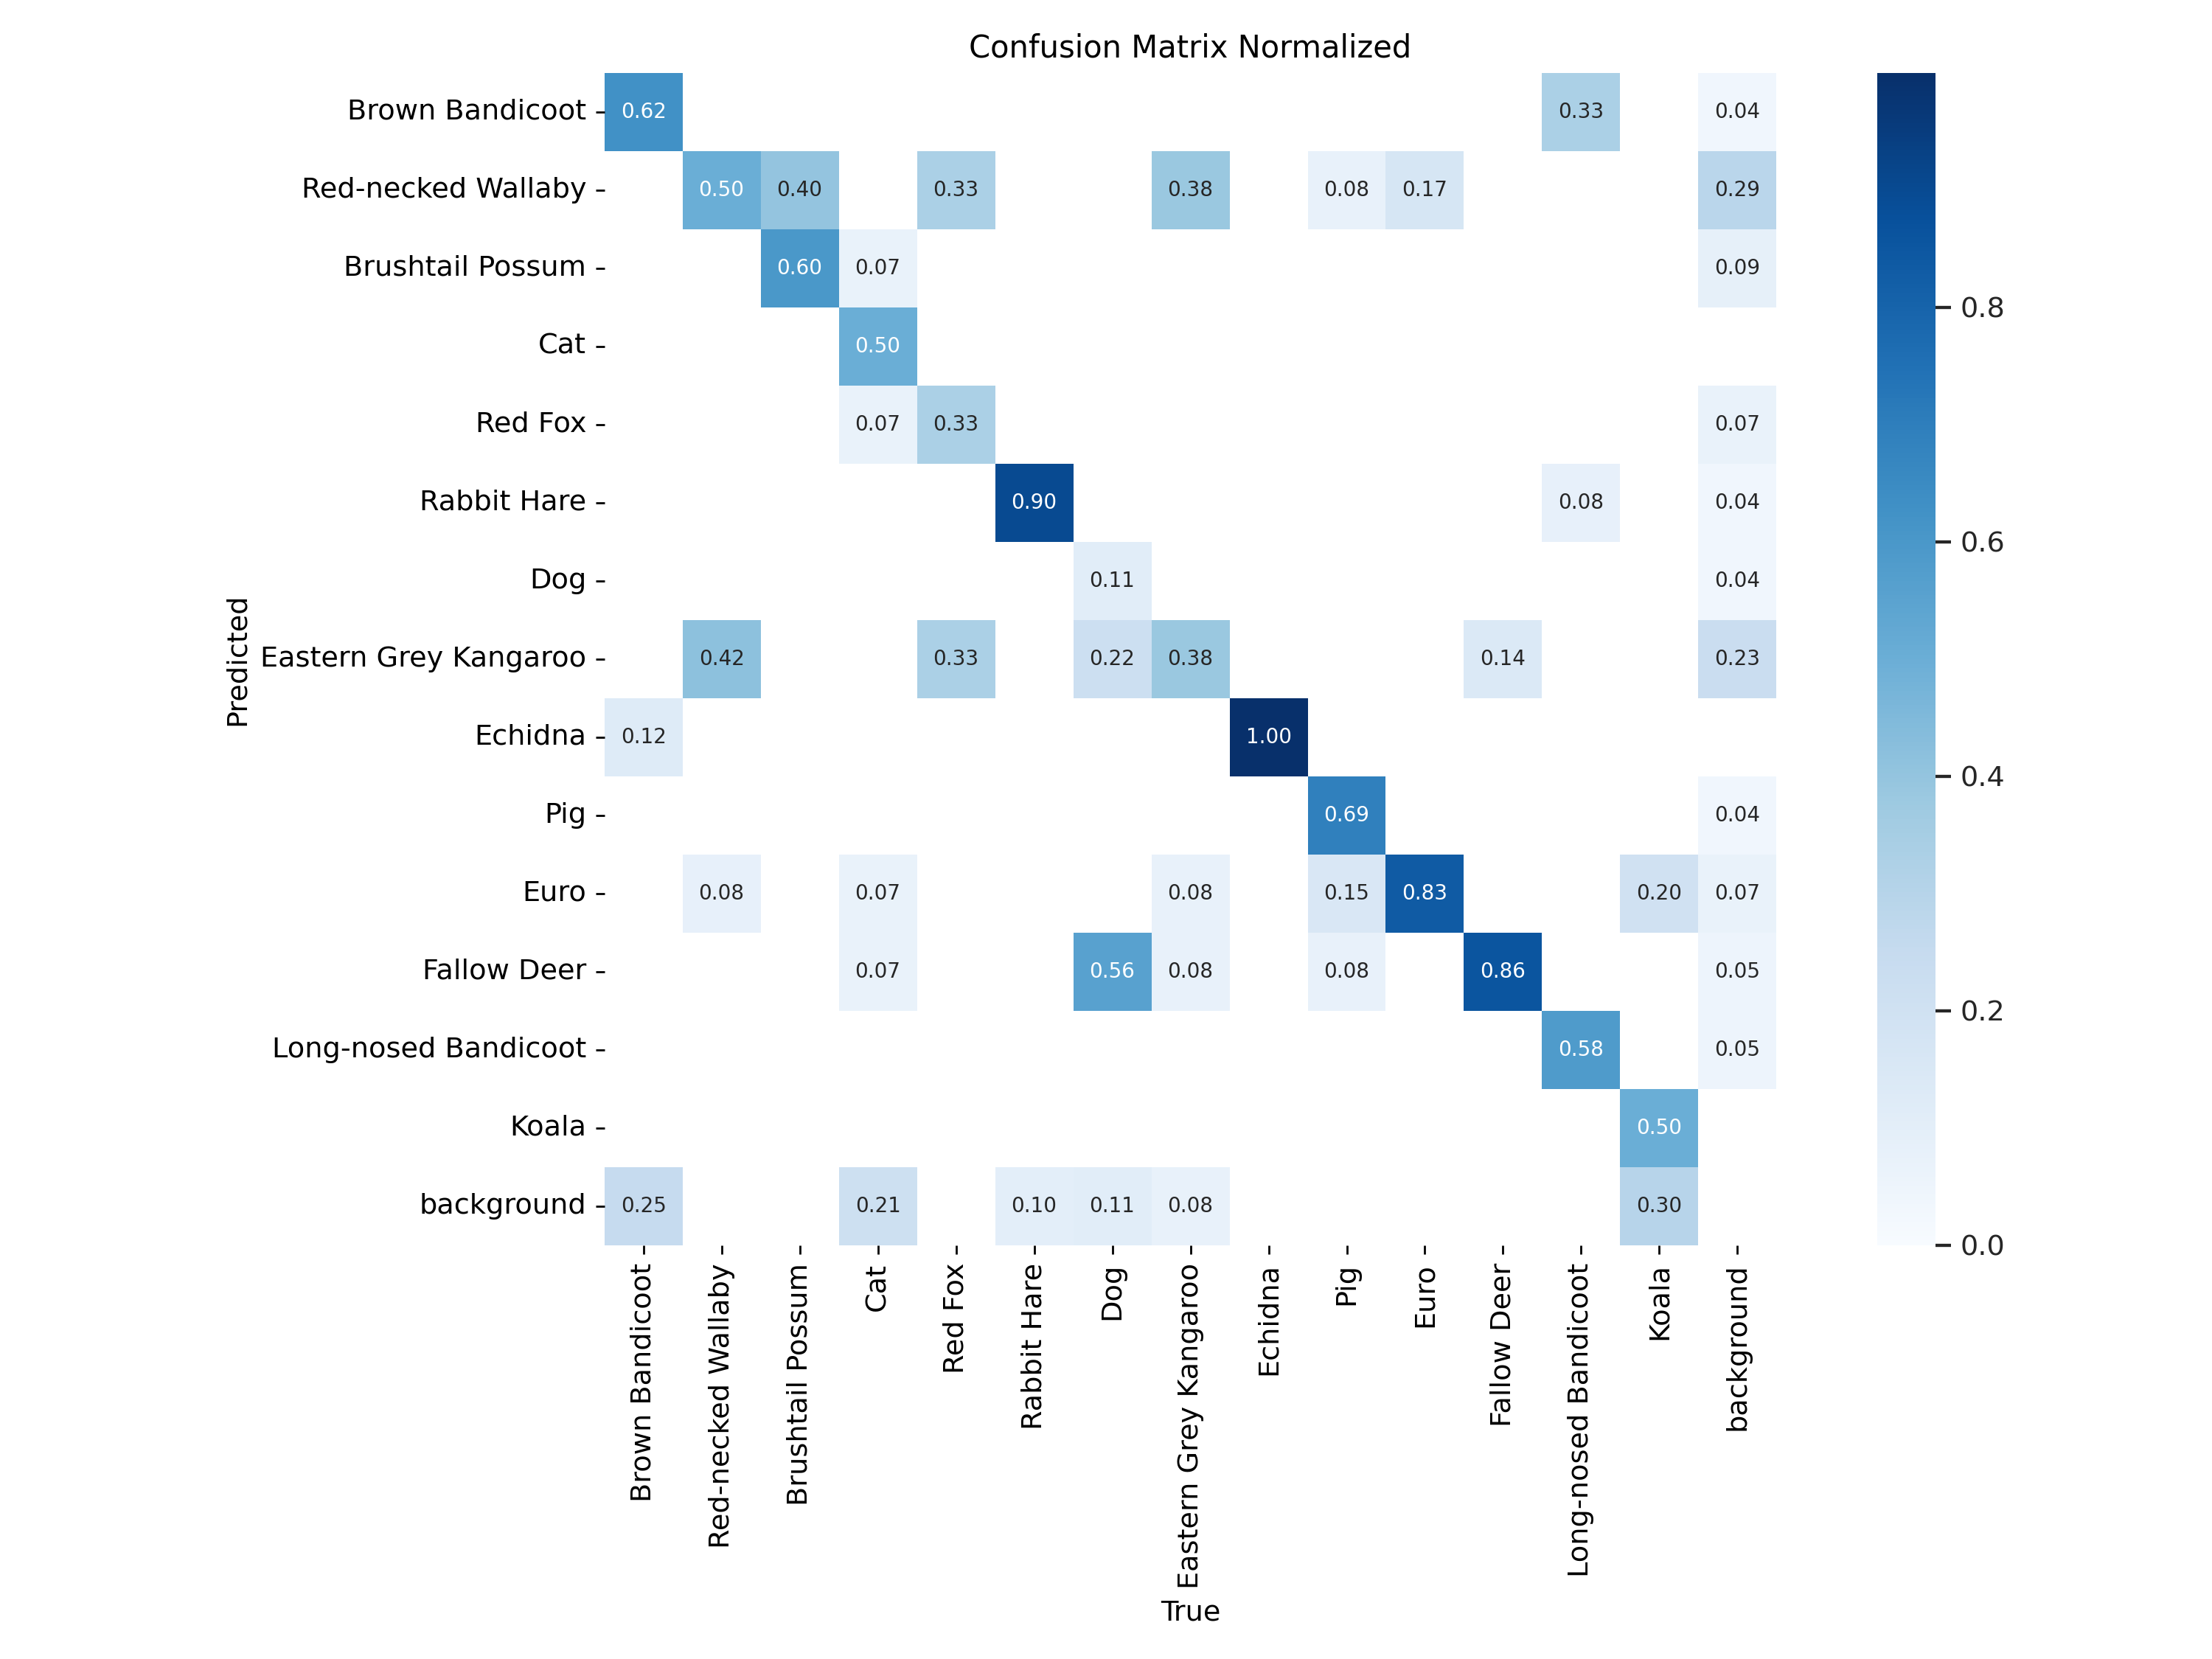 Confusion Matrix Normalized
Brown Bandicoot 0.62 0.33 0.04
Red-necked Wallaby 0.50 0.40 0.33 0.38 0.08 0.17 0.29
Brushtail Possum 0.60 0.07 0.09
Cat 0.50
Red Fox 0.07 0.33 0.07
Rabbit Hare 0.90 0.08 0.04
Dog 0.11 0.04
Eastern Grey Kangaroo 0.42 0.33 0.22 0.38 0.14 0.23
Echidna 0.12 1.00
Pig 0.69 0.04
Euro 0.08 0.07 0.08 0.15 0.83 0.20 0.07
Fallow Deer 0.07 0.56 0.08 0.08 0.86 0.05
Long-nosed Bandicoot 0.58 0.05
Koala 0.50
background 0.25 0.21 0.10 0.11 0.08 0.30
Predicted
Brown Bandicoot
Red-necked Wallaby
Brushtail Possum
Cat
Red Fox
Rabbit Hare
Dog
Eastern Grey Kangaroo
Echidna
Pig
Euro
Fallow Deer
Long-nosed Bandicoot
Koala
background
True
0.8
0.6
0.4
0.2
0.0